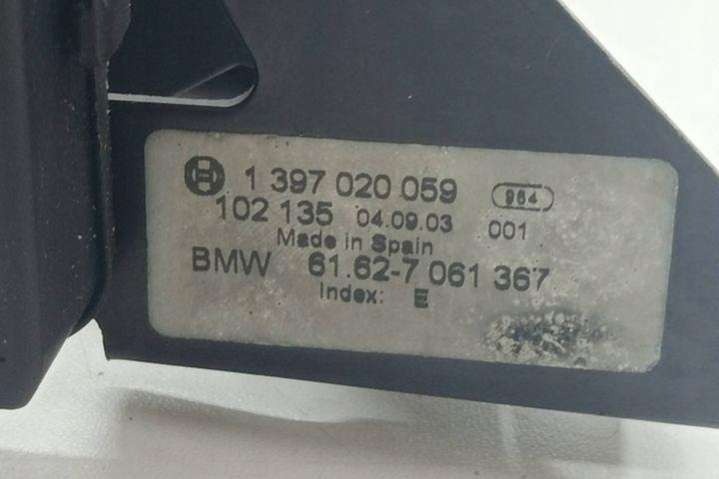 1 397 020 059 964
102 135 04.09.03 001
Made in Spain
BMW 61.62-7 061 367
Index: E